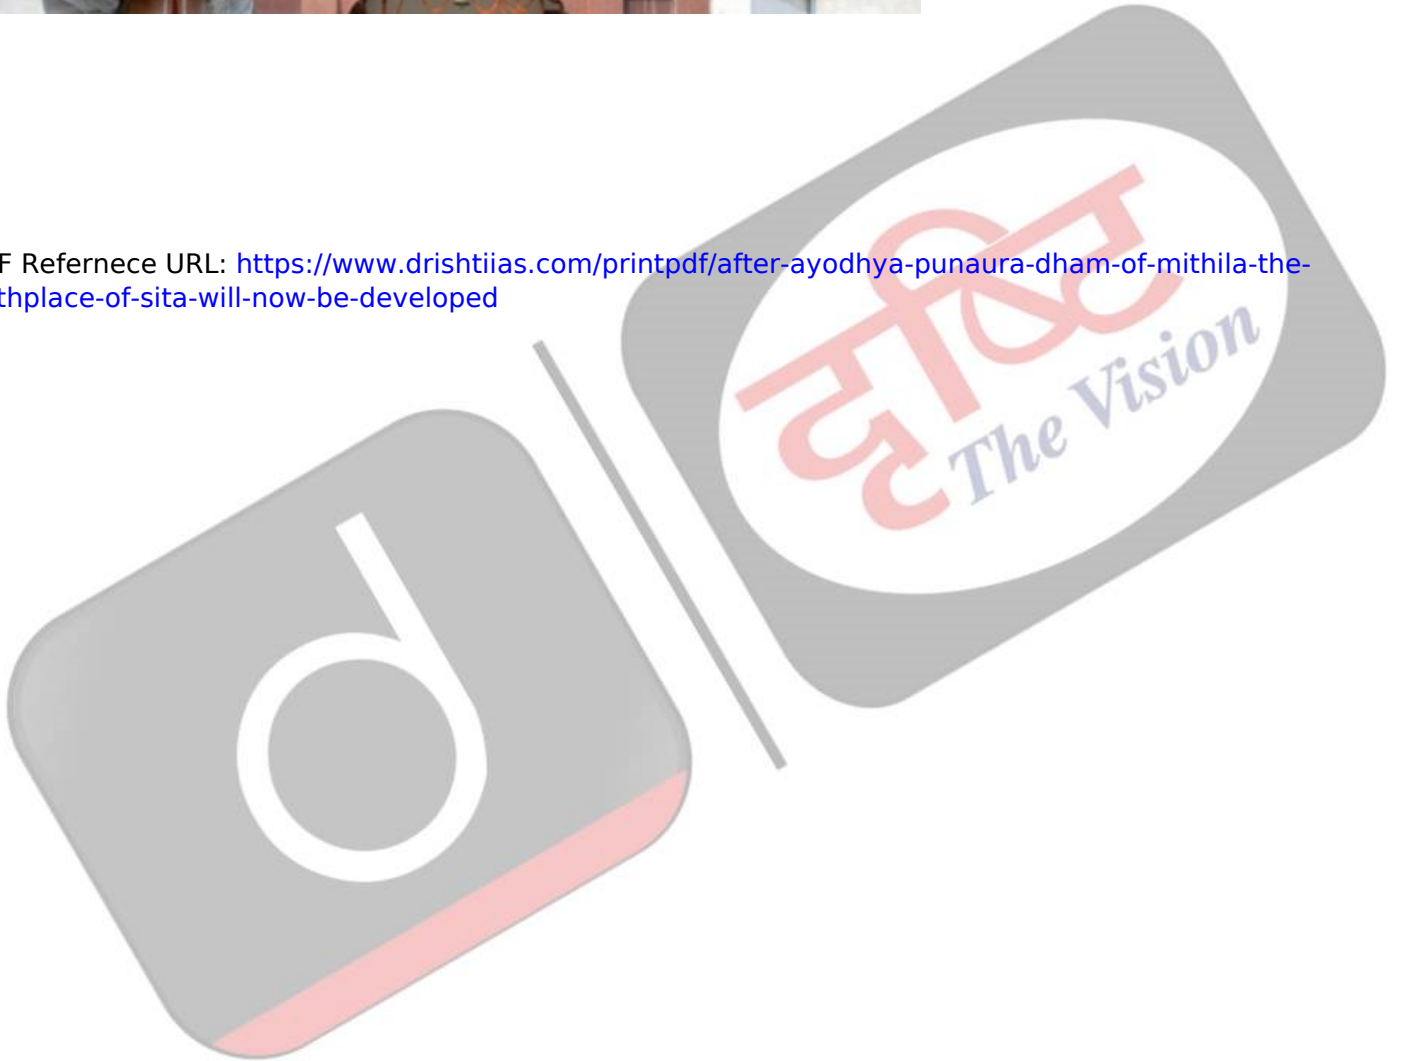 F Refernece URL: https://www.drishtiias.com/printpdf/after-ayodhya-punaura-dham-of-mithila-the-
thplace-of-sita-will-now-be-developed
दृष्टि
The Vision
d